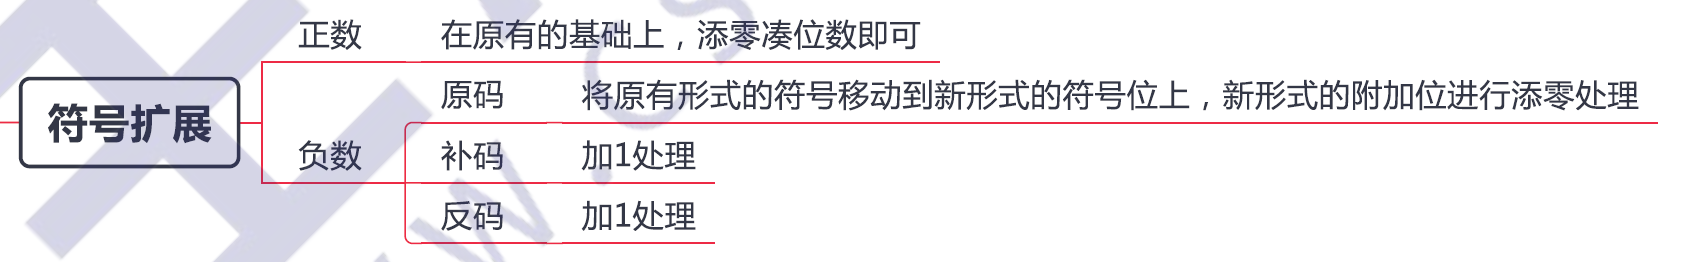 符号扩展
正数 在原有的基础上，添零凑位数即可
负数
原码 将原有形式的符号移动到新形式的符号位上，新形式的附加位进行添零处理
补码 加1处理
反码 加1处理